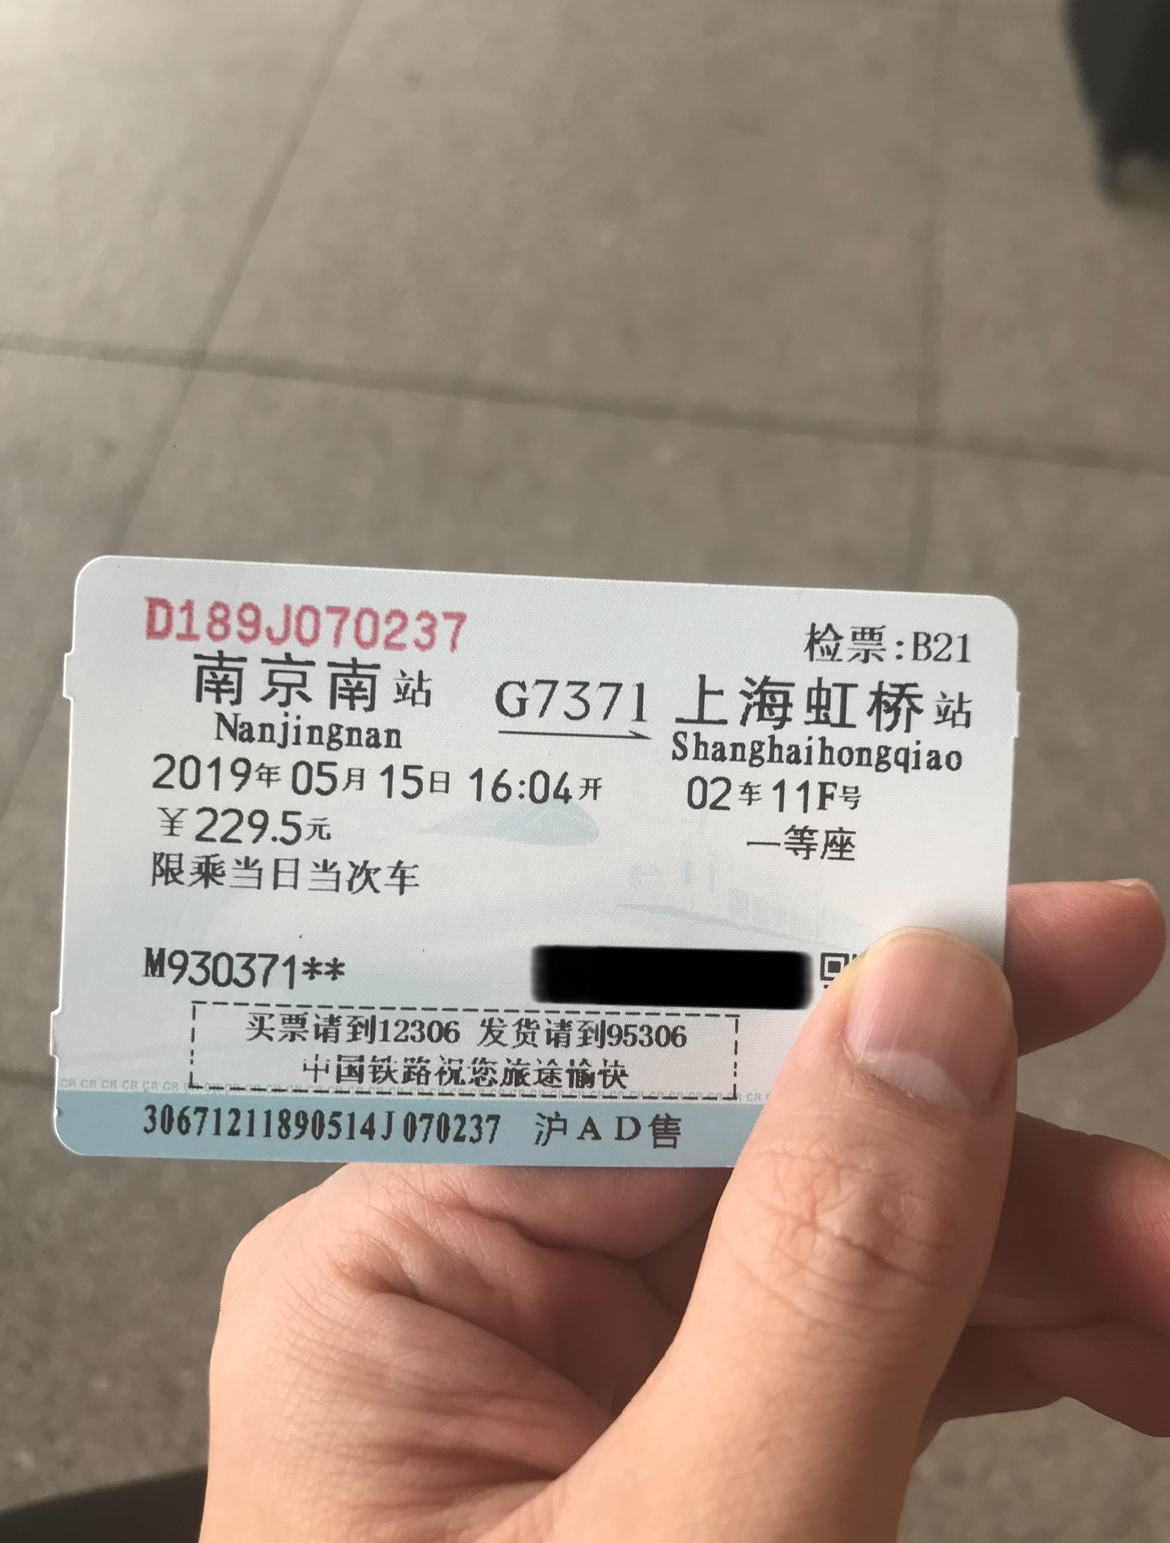 D189J070237
检票:B21
南京南站 G7371 上海虹桥站
Nanjingnan Shanghaihongqiao
2019年05月15日 16:04开 02车11F号
￥229.5元 一等座
限乘当日当次车
M930371**
买票请到12306 发货请到95306
中国铁路祝您旅途愉快
30671211890514J070237 沪AD售